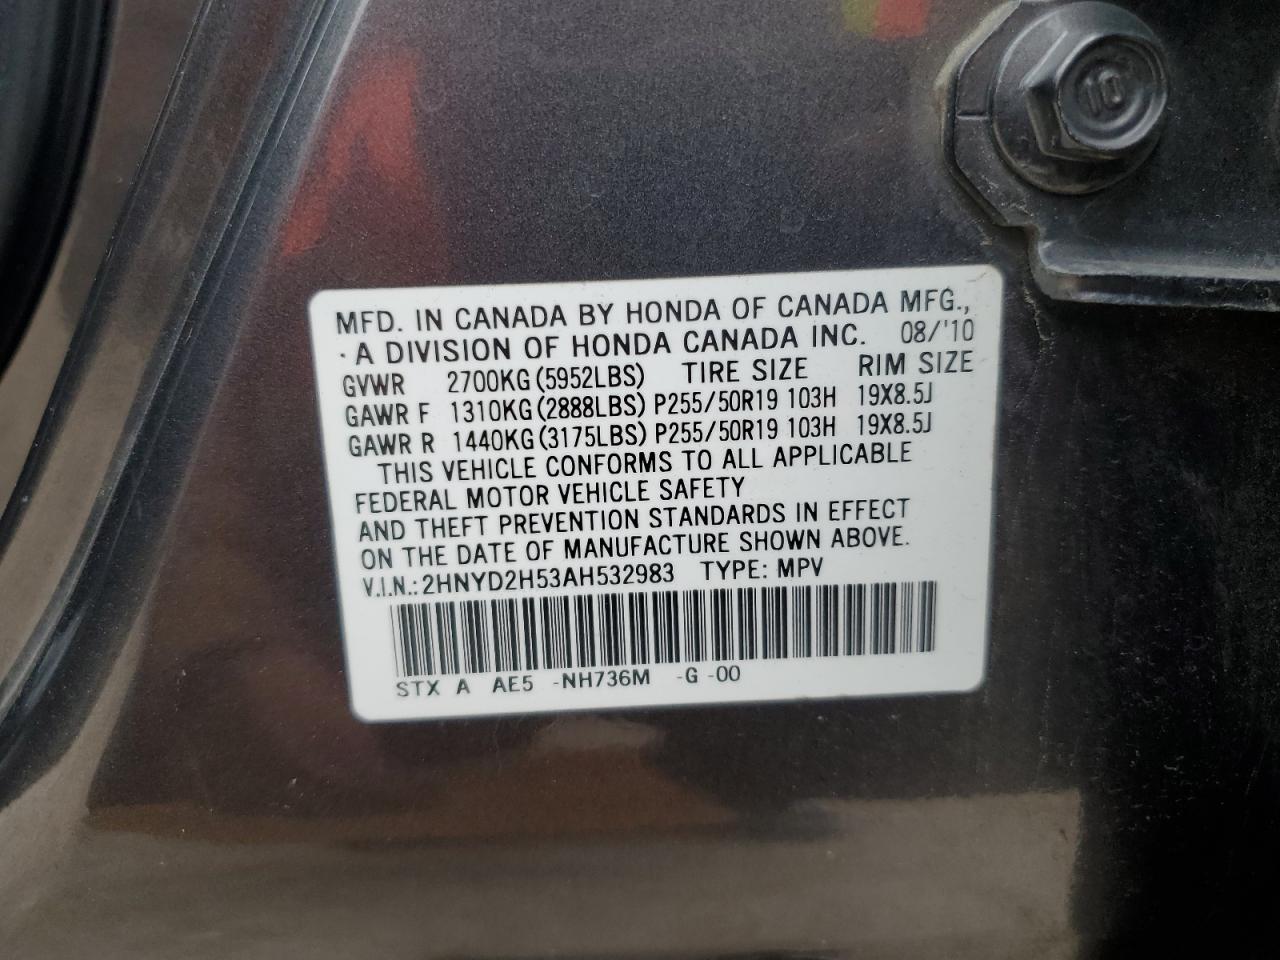 10
MFD. IN CANADA BY HONDA OF CANADA MFG.,
·A DIVISION OF HONDA CANADA INC. 08/'10
GVWR 2700KG(5952LBS) TIRE SIZE RIM SIZE
GAWR F 1310KG(2888LBS) P255/50R19 103H 19X8.5J
GAWR R 1440KG(3175LBS) P255/50R19 103H 19X8.5J
THIS VEHICLE CONFORMS TO ALL APPLICABLE
FEDERAL MOTOR VEHICLE SAFETY
AND THEFT PREVENTION STANDARDS IN EFFECT
ON THE DATE OF MANUFACTURE SHOWN ABOVE.
V.I.N.: 2HNYD2H53AH532983 TYPE: MPV
STX A AE5 -NH736M -G -00